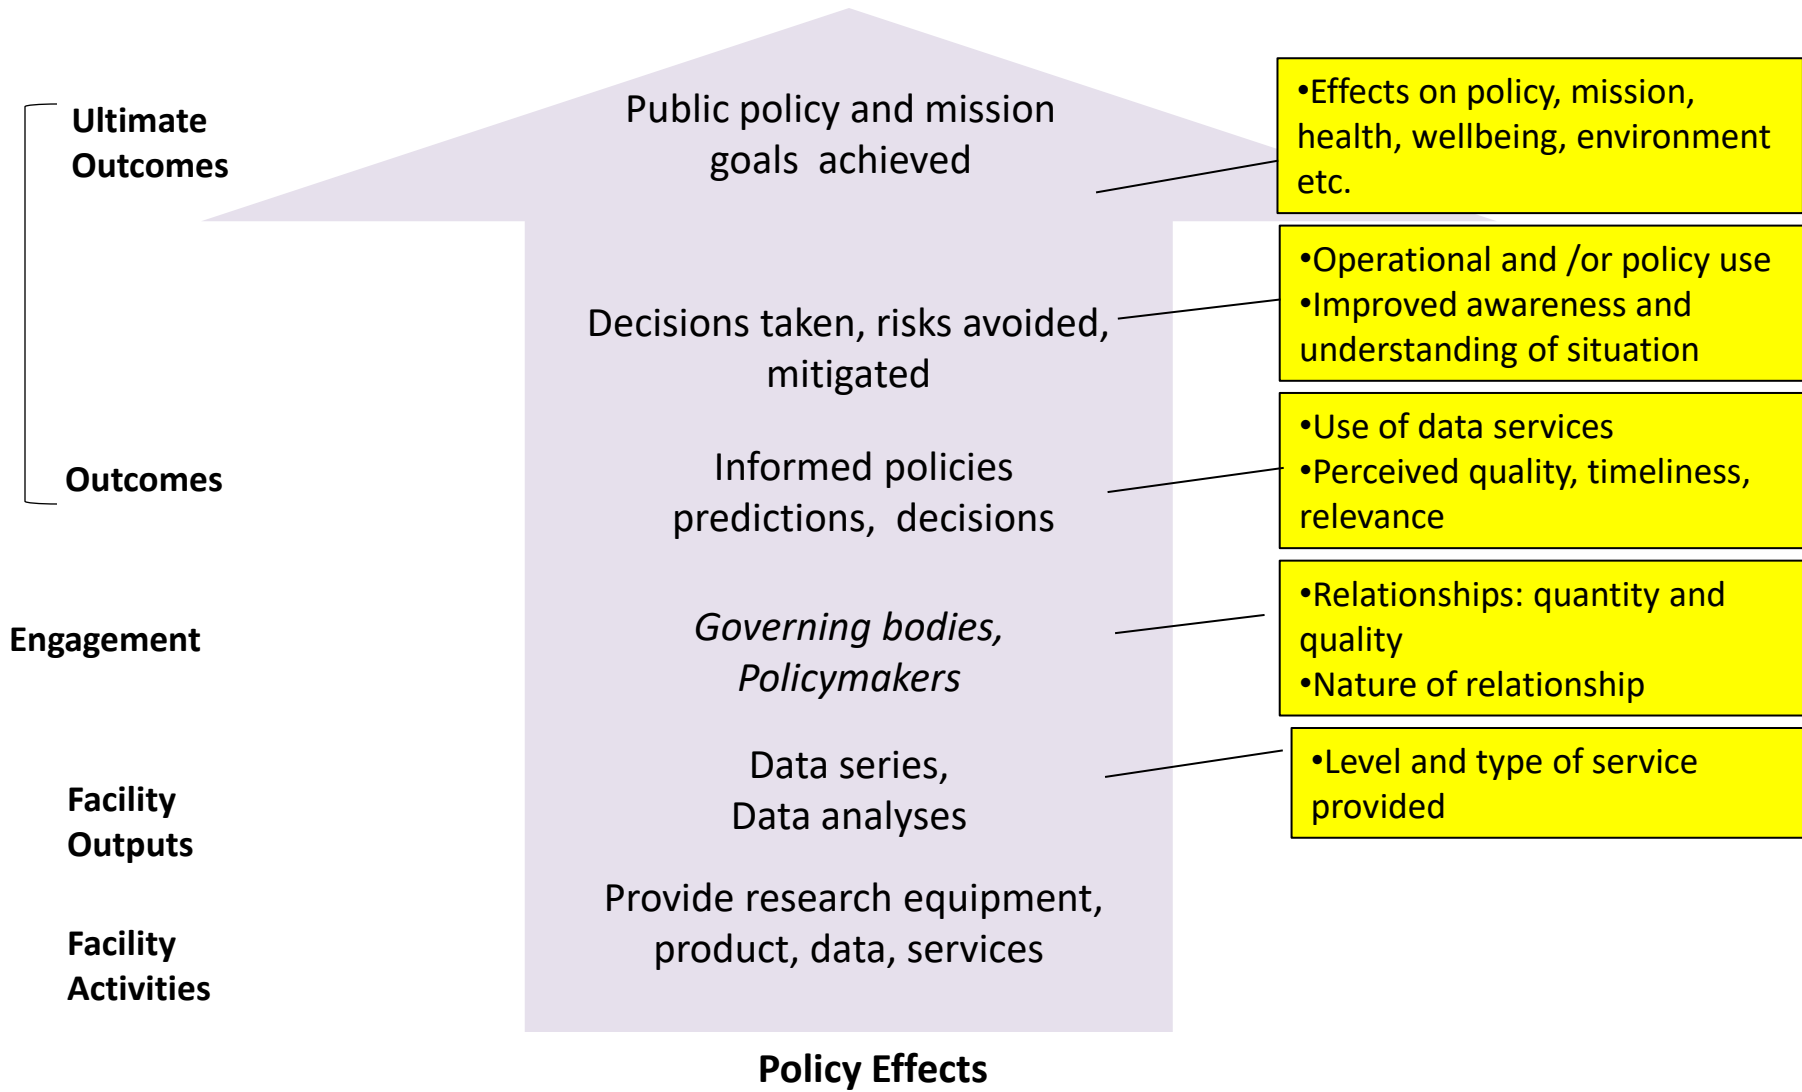 Ultimate
Outcomes
Public policy and mission
goals  achieved
•Effects on policy, mission,
health, wellbeing, environment
etc.
Decisions taken, risks avoided,
mitigated
•Operational and /or policy use
•Improved awareness and
understanding of situation
Outcomes
Informed policies
predictions,  decisions
•Use of data services
•Perceived quality, timeliness,
relevance
Engagement
Governing bodies,
Policymakers
•Relationships: quantity and
quality
•Nature of relationship
Facility
Outputs
Data series,
Data analyses
•Level and type of service
provided
Facility
Activities
Provide research equipment,
product, data, services
Policy Effects